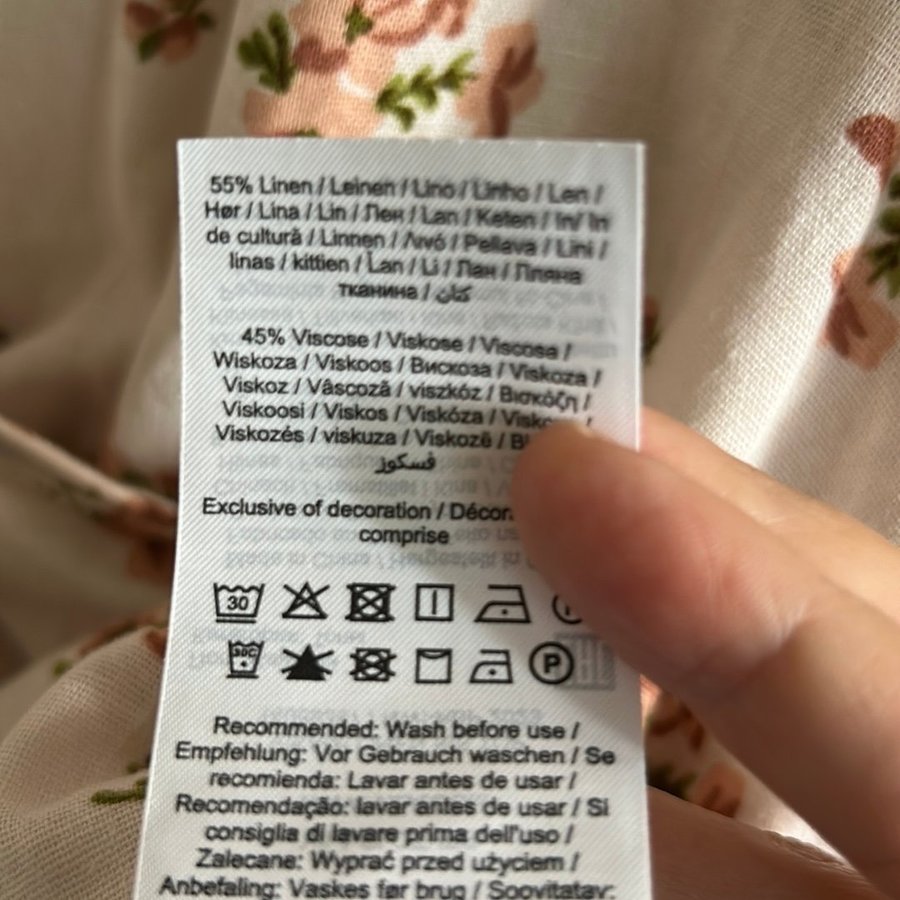 55% Linen / Leinen / Lino / Linho / Len /
Hør / Lina / Lin / Лен / Lan / Keten / In/ In
de cultură / Linnen / Λινό / Pellava / Lini /
linas / kittien / Lan / Li / Лан / Пляна
тканина / كتان
45% Viscose / Viskose / Viscosa /
Wiskoza / Viskoos / Вискоза / Viskoza /
Viskoz / Vâscoză / viszkóz / Βισκόζη /
Viskoosi / Viskos / Viskóza /
Viskozés / viskuza / Viskozë /
فسكوز
Exclusive of decoration /
comprise
30
P
Recommended: Wash before use /
Empfehlung: Vor Gebrauch waschen / Se
recomienda: Lavar antes de usar /
Recomendação: lavar antes de usar / Si
consiglia di lavare prima dell'uso /
Zalecane: Wyprać przed użyciem /
Anbefaling: Vaskes før brug / Soovitatav: